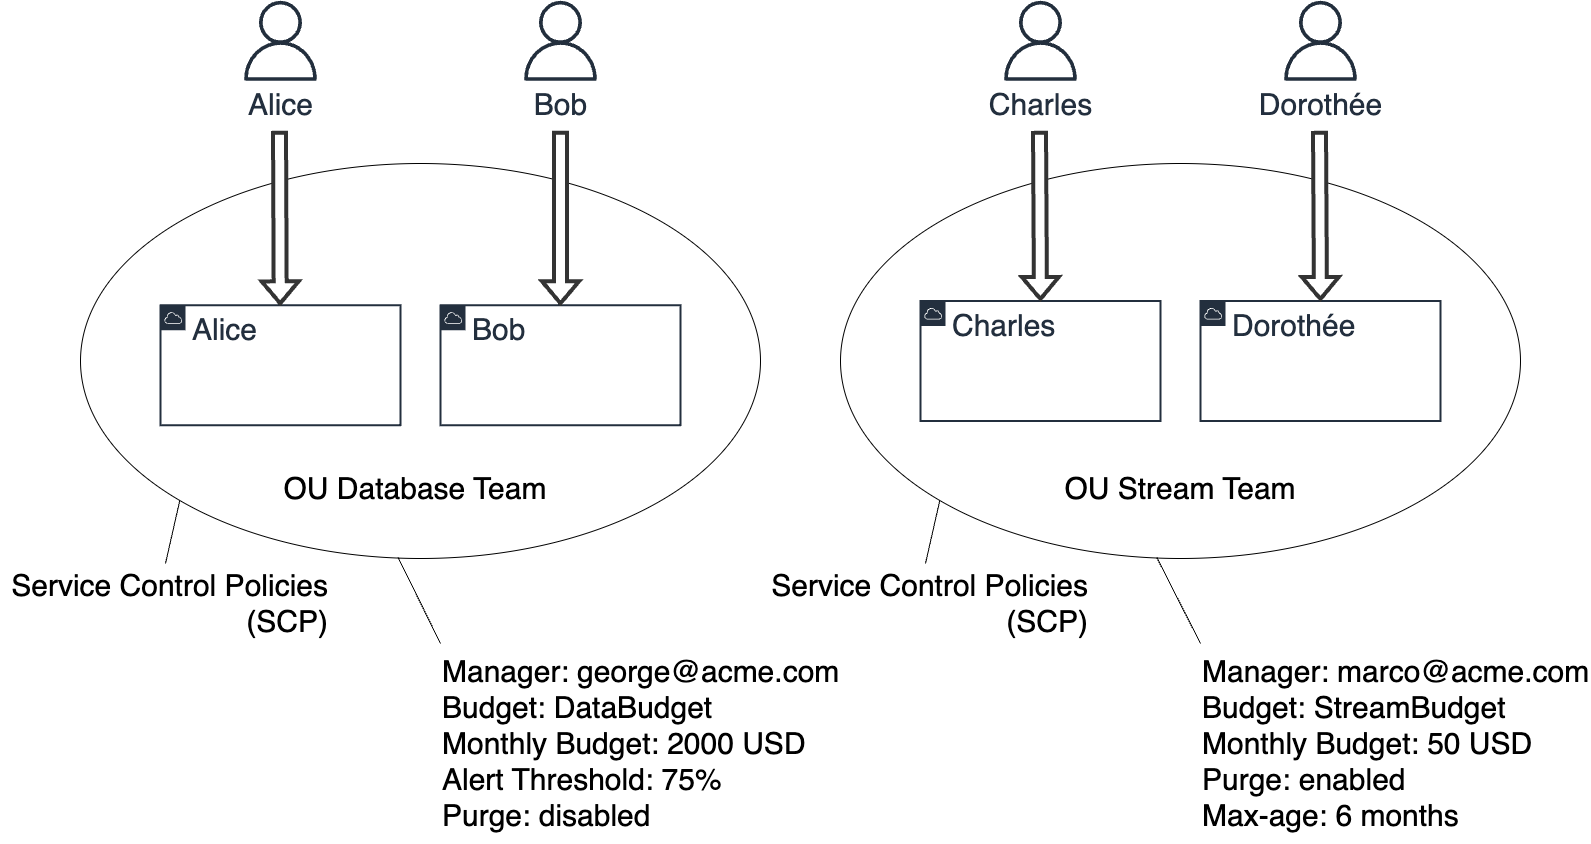 Alice
Bob
Charles
Dorothée
Alice
Bob
Charles
Dorothée
OU Database Team
OU Stream Team
Service Control Policies
(SCP)
Service Control Policies
(SCP)
Manager: george@acme.com
Budget: DataBudget
Monthly Budget: 2000 USD
Alert Threshold: 75%
Purge: disabled
Manager: marco@acme.com
Budget: StreamBudget
Monthly Budget: 50 USD
Purge: enabled
Max-age: 6 months